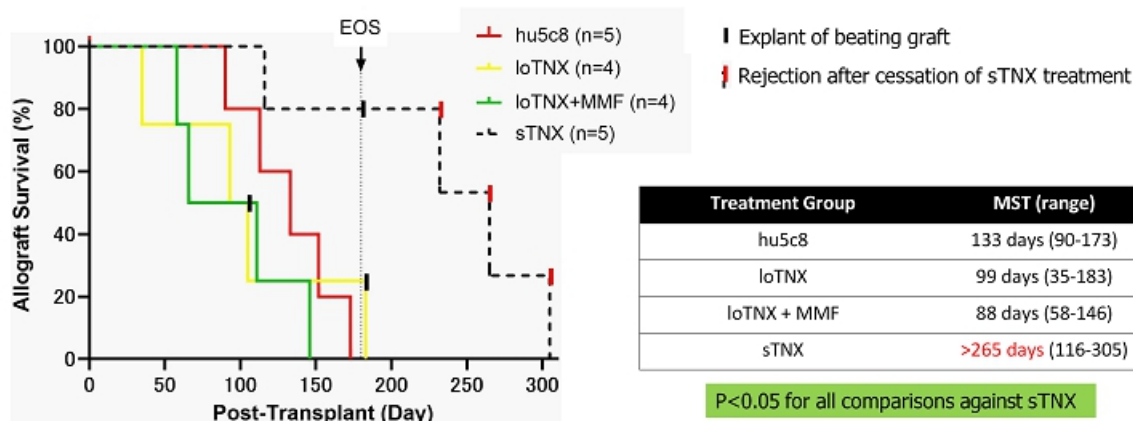 EOS
hu5c8 (n=5)
loTNX (n=4)
loTNX+MMF (n=4)
sTNX (n=5)
Explant of beating graft
Rejection after cessation of sTNX treatment
Allograft Survival (%)
100
80
60
40
20
0
0 50 100 150 200 250 300
Post-Transplant (Day)
Treatment Group MST (range)
hu5c8 133 days (90-173)
loTNX 99 days (35-183)
loTNX + MMF 88 days (58-146)
sTNX >265 days (116-305)
P<0.05 for all comparisons against sTNX